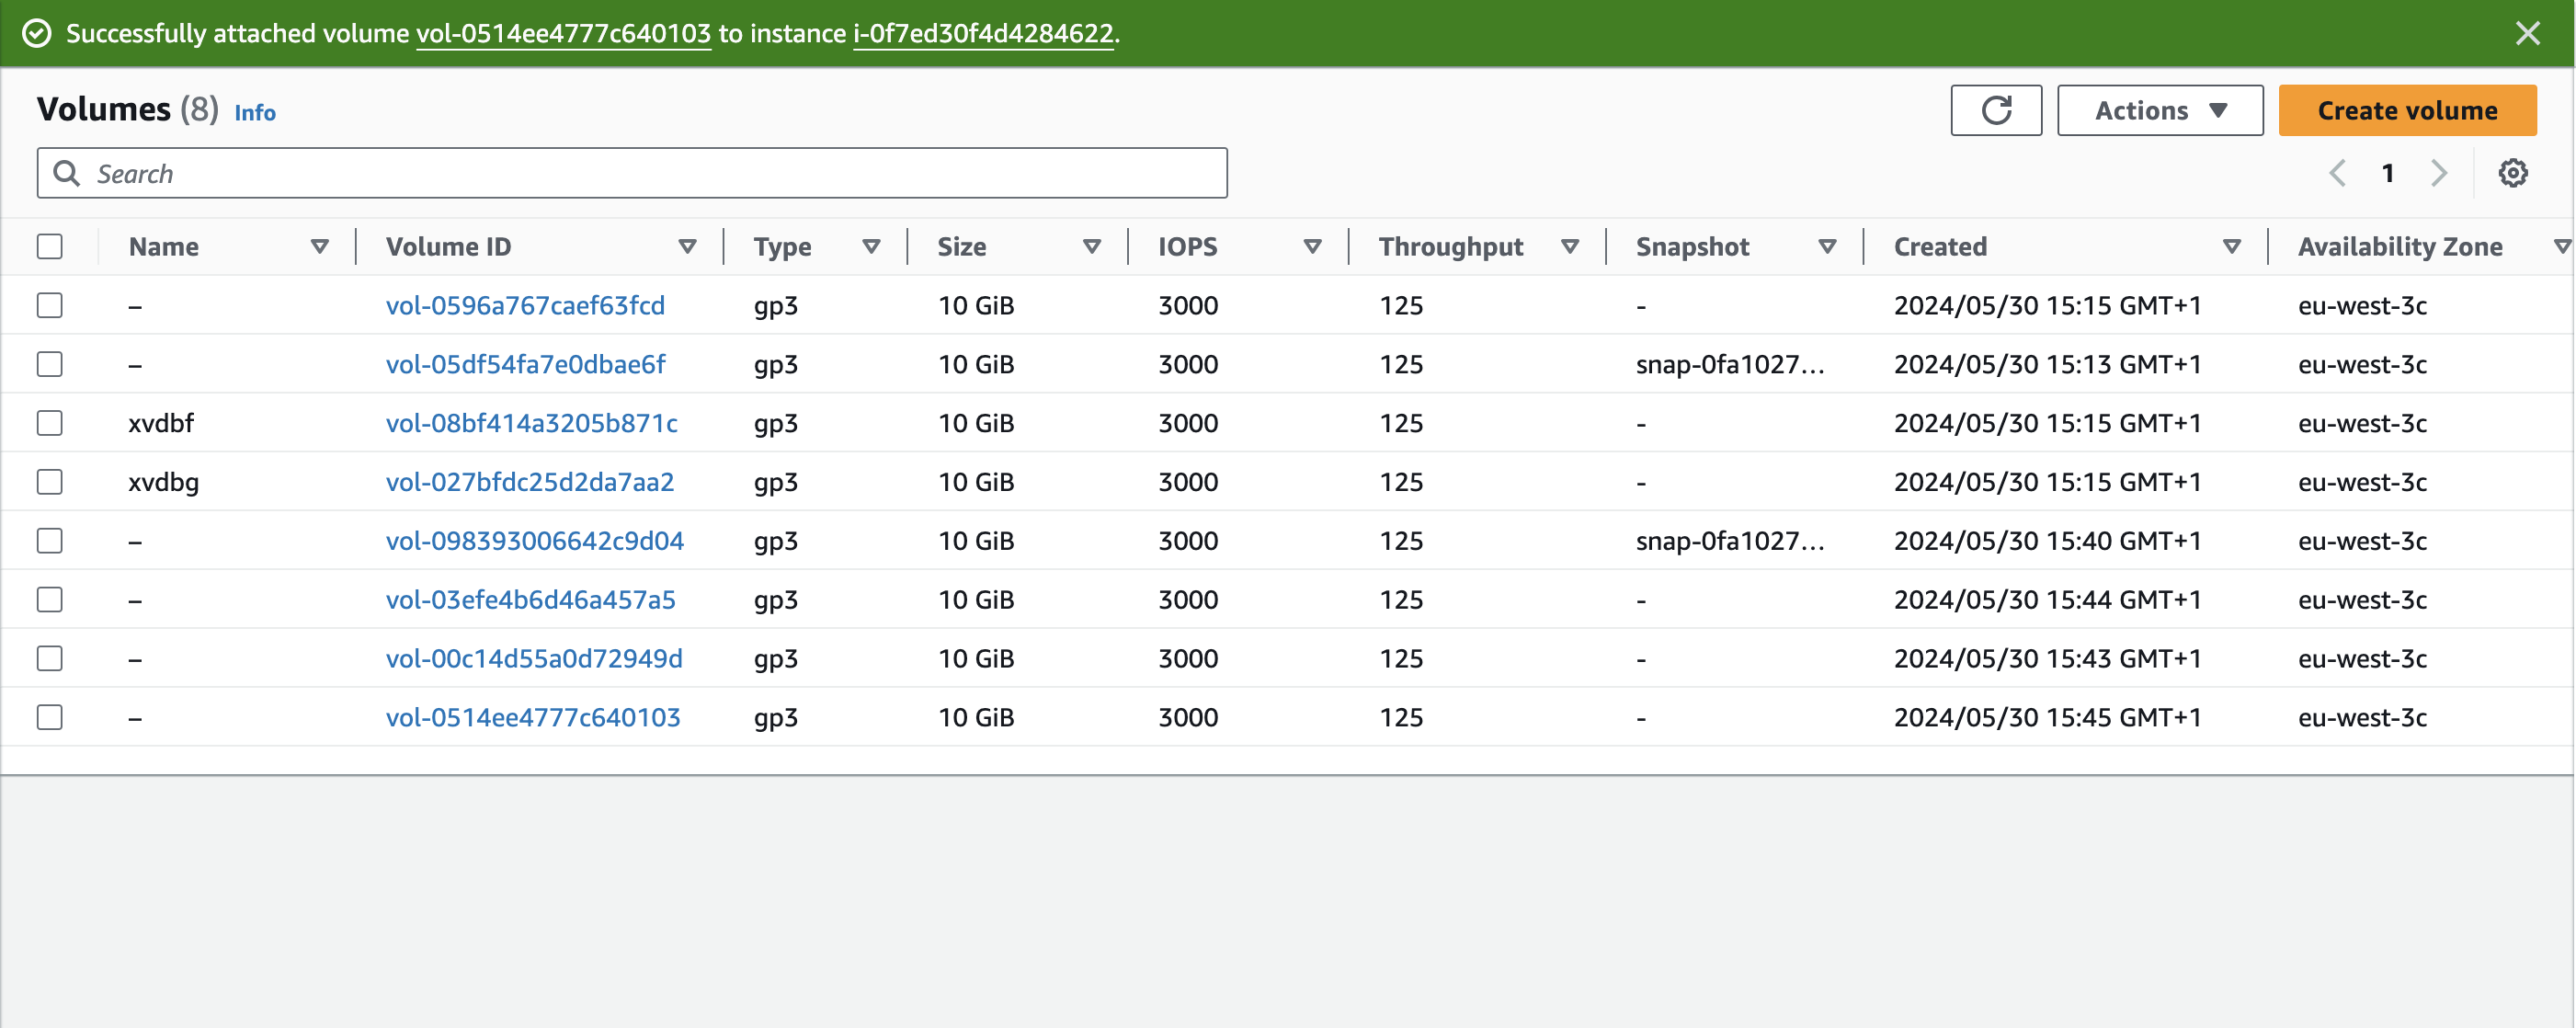 Successfully attached volume vol-0514ee4777c640103 to instance i-0f7ed30f4d4284622.
Volumes (8) Info
Actions
Create volume
Search
1
Name Volume ID Type Size IOPS Throughput Snapshot Created Availability Zone
– vol-0596a767caef63fcd gp3 10 GiB 3000 125 - 2024/05/30 15:15 GMT+1 eu-west-3c
– vol-05df54fa7e0dbae6f gp3 10 GiB 3000 125 snap-0fa1027... 2024/05/30 15:13 GMT+1 eu-west-3c
xvdbf vol-08bf414a3205b871c gp3 10 GiB 3000 125 - 2024/05/30 15:15 GMT+1 eu-west-3c
xvdbg vol-027bfdc25d2da7aa2 gp3 10 GiB 3000 125 - 2024/05/30 15:15 GMT+1 eu-west-3c
– vol-098393006642c9d04 gp3 10 GiB 3000 125 snap-0fa1027... 2024/05/30 15:40 GMT+1 eu-west-3c
– vol-03efe4b6d46a457a5 gp3 10 GiB 3000 125 - 2024/05/30 15:44 GMT+1 eu-west-3c
– vol-00c14d55a0d72949d gp3 10 GiB 3000 125 - 2024/05/30 15:43 GMT+1 eu-west-3c
– vol-0514ee4777c640103 gp3 10 GiB 3000 125 - 2024/05/30 15:45 GMT+1 eu-west-3c